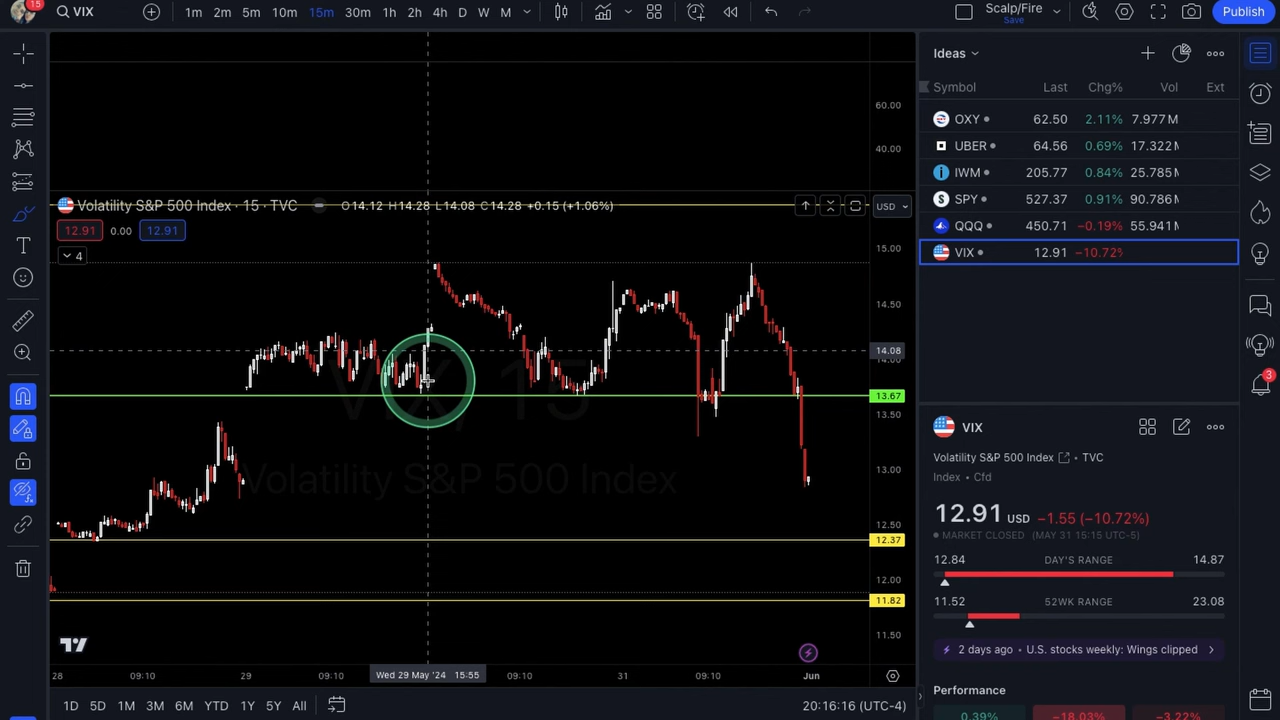 15
VIX
1m 2m 5m 10m 15m 30m 1h 2h 4h D W M
Scalp/Fire
Save
Publish
60.00
40.00
Volatility S&P 500 Index · 15 · TVC
O14.12 H14.28 L14.08 C14.28 +0.15 (+1.06%)
USD
12.91 0.00 12.91
4
15.00
14.50
14.08
14.00
13.67
13.50
13.00
12.50
12.37
12.00
11.82
11.50
VIX, 15
Volatility S&P 500 Index
28 09:10 29 09:10 Wed 29 May '24 15:55 09:10 31 09:10 Jun
1D 5D 1M 3M 6M YTD 1Y 5Y All
20:16:16 (UTC-4)
Ideas
Symbol Last Chg% Vol Ext
OXY 62.50 2.11% 7.977M
UBER 64.56 0.69% 17.322M
IWM 205.77 0.84% 25.785M
SPY 527.37 0.91% 90.786M
QQQ 450.71 −0.19% 55.941M
VIX 12.91 −10.72%
3
VIX
Volatility S&P 500 Index • TVC
Index • Cfd
12.91 USD −1.55 (−10.72%)
MARKET CLOSED (MAY 31 15:15 UTC-5)
12.84 DAY'S RANGE 14.87
11.52 52WK RANGE 23.08
2 days ago • U.S. stocks weekly: Wings clipped
Performance
0.39% −18.03% −3.22%